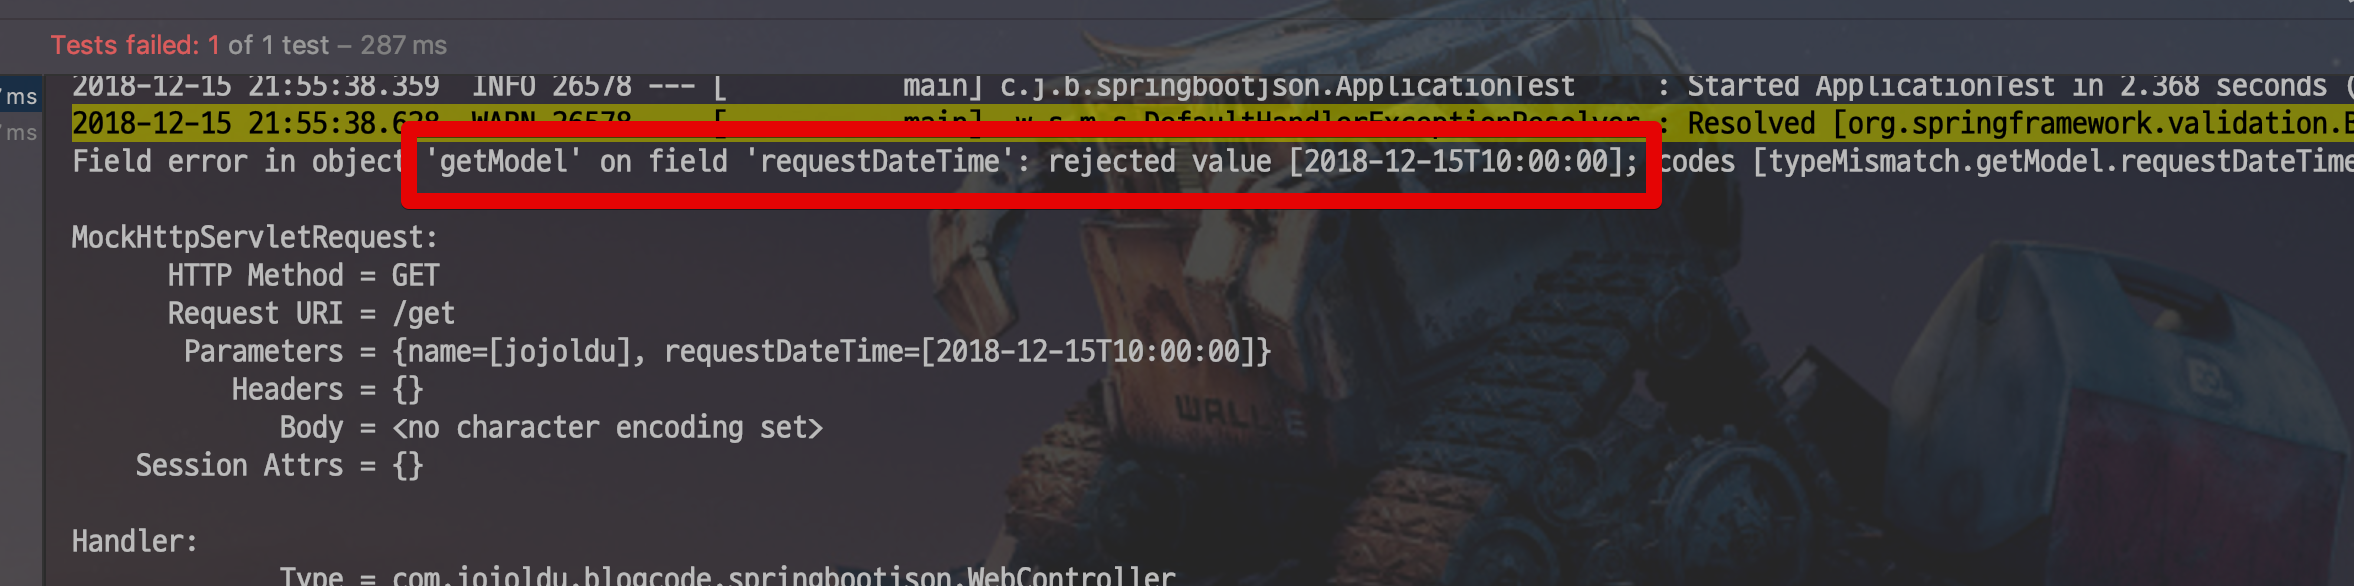 Tests failed: 1 of 1 test – 287 ms
ms
ms
2018-12-15 21:55:38.359  INFO 26578 --- [           main] c.j.b.springbootjson.ApplicationTest     : Started ApplicationTest in 2.368 seconds (
2018-12-15 21:55:38.628  WARN 26578 --- [           main] .w.s.m.s.DefaultHandlerExceptionResolver : Resolved [org.springframework.validation.B
Field error in object 'getModel' on field 'requestDateTime': rejected value [2018-12-15T10:00:00]; codes [typeMismatch.getModel.requestDateTime
MockHttpServletRequest:
HTTP Method = GET
Request URI = /get
Parameters = {name=[jojoldu], requestDateTime=[2018-12-15T10:00:00]}
Headers = {}
Body = <no character encoding set>
Session Attrs = {}
WALL E
Handler:
Type = com.jojoldu.blogcode.springbootjson.WebController